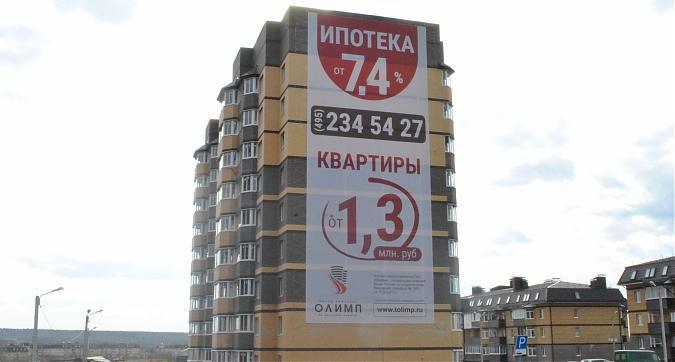 ИПОТЕКА
от 7,4 %
(495) 234 54 27
КВАРТИРЫ
от 1,3
млн. руб
ОЛИМП
www.tolimp.ru
P